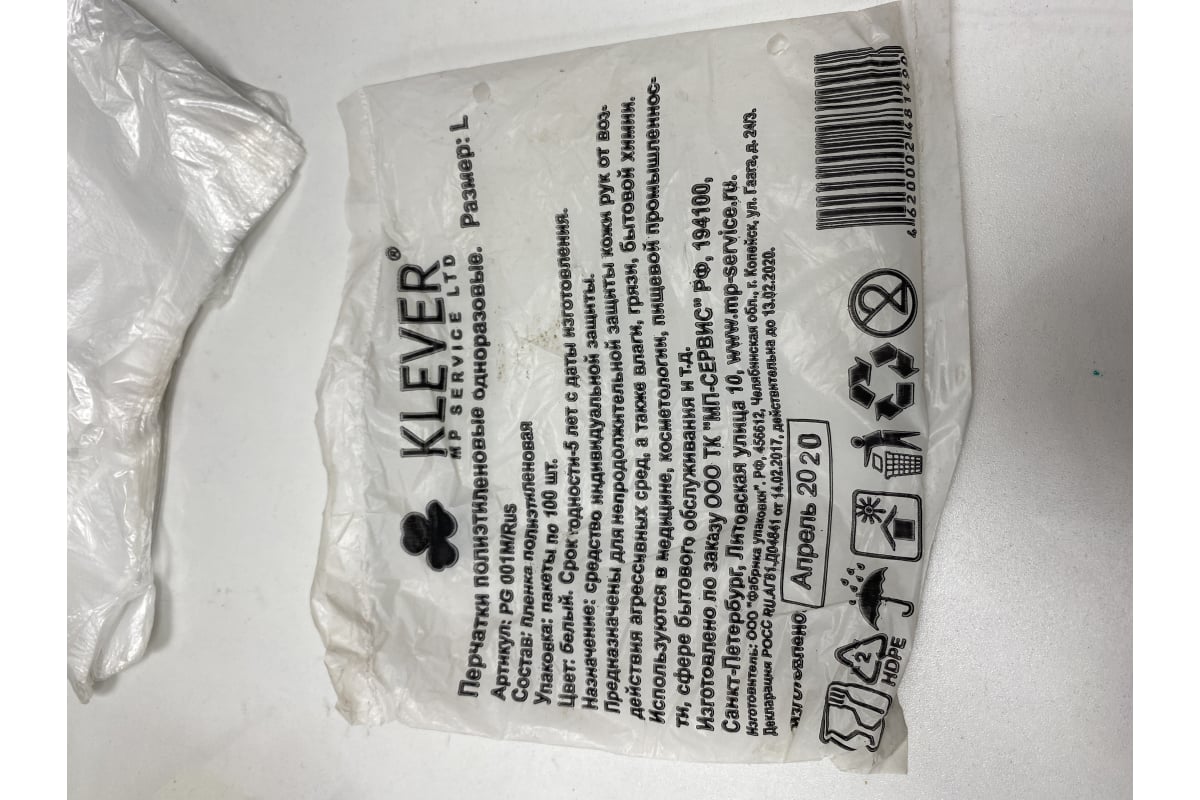 KLEVER®
MP SERVICE LTD
Перчатки полиэтиленовые одноразовые. Размер: L
Артикул: PG 001M/Rus
Состав: пленка полиэтиленовая
Упаковка: пакеты по 100 шт.
Цвет: белый. Срок годности-5 лет с даты изготовления.
Назначение: средство индивидуальной защиты.
Предназначены для непродолжительной защиты кожи рук от воз-
действия агрессивных сред, а также влаги, грязи, бытовой химии.
Используются в медицине, косметологии, пищевой промышленнос-
ти, сфере бытового обслуживания и т.д.
Изготовлено по заказу ООО ТК "МП-СЕРВИС" РФ, 194100,
Санкт-Петербург, Литовская улица 10, www.mp-service.ru.
Изготовитель: ООО "Фабрика упаковки". РФ, 456612, Челябинская обл., г. Копейск, ул. Гаага, д. 24/3.
Декларация РОСС RU.АГ81.Д04841 от 14.02.2017, действительна до 13.02.2020.
Изготовлено: Апрель 2020
2
HDPE
4162000248149